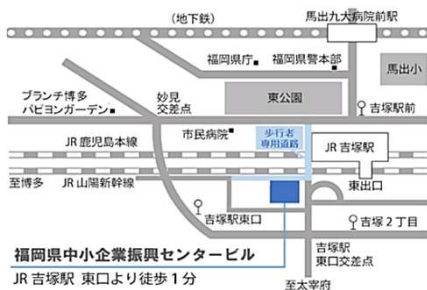 (地下鉄)
馬出九大病院前駅
福岡県庁
福岡県警本部
馬出小
ブランチ博多
パピヨンガーデン
妙見
交差点
東公園
吉塚駅前
市民病院
歩行者
専用道路
JR 吉塚駅
JR 鹿児島本線
至博多
JR 山陽新幹線
東出口
吉塚駅東口
吉塚2丁目
福岡県中小企業振興センタービル
JR 吉塚駅 東口より徒歩1分
吉塚駅
東口交差点
至太宰府